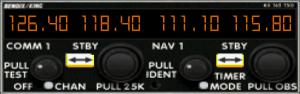 BENDIX/KING KX 165 TSO
126.40 118.40 111.10 115.80
COMM 1 STBY NAV 1 STBY
PULL TEST PULL IDENT
TIMER
OFF CHAN PULL 25K MODE PULL OBS